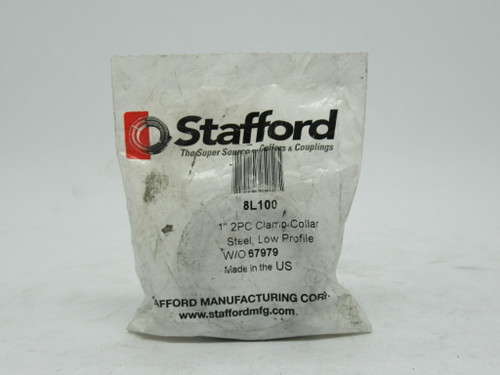 Stafford
The Super Source - Collars & Couplings
8L100
1" 2PC Clamp Collar
Steel, Low Profile
W/O 67979
Made in the US
AFFORD MANUFACTURING CORP
www.staffordmfg.com